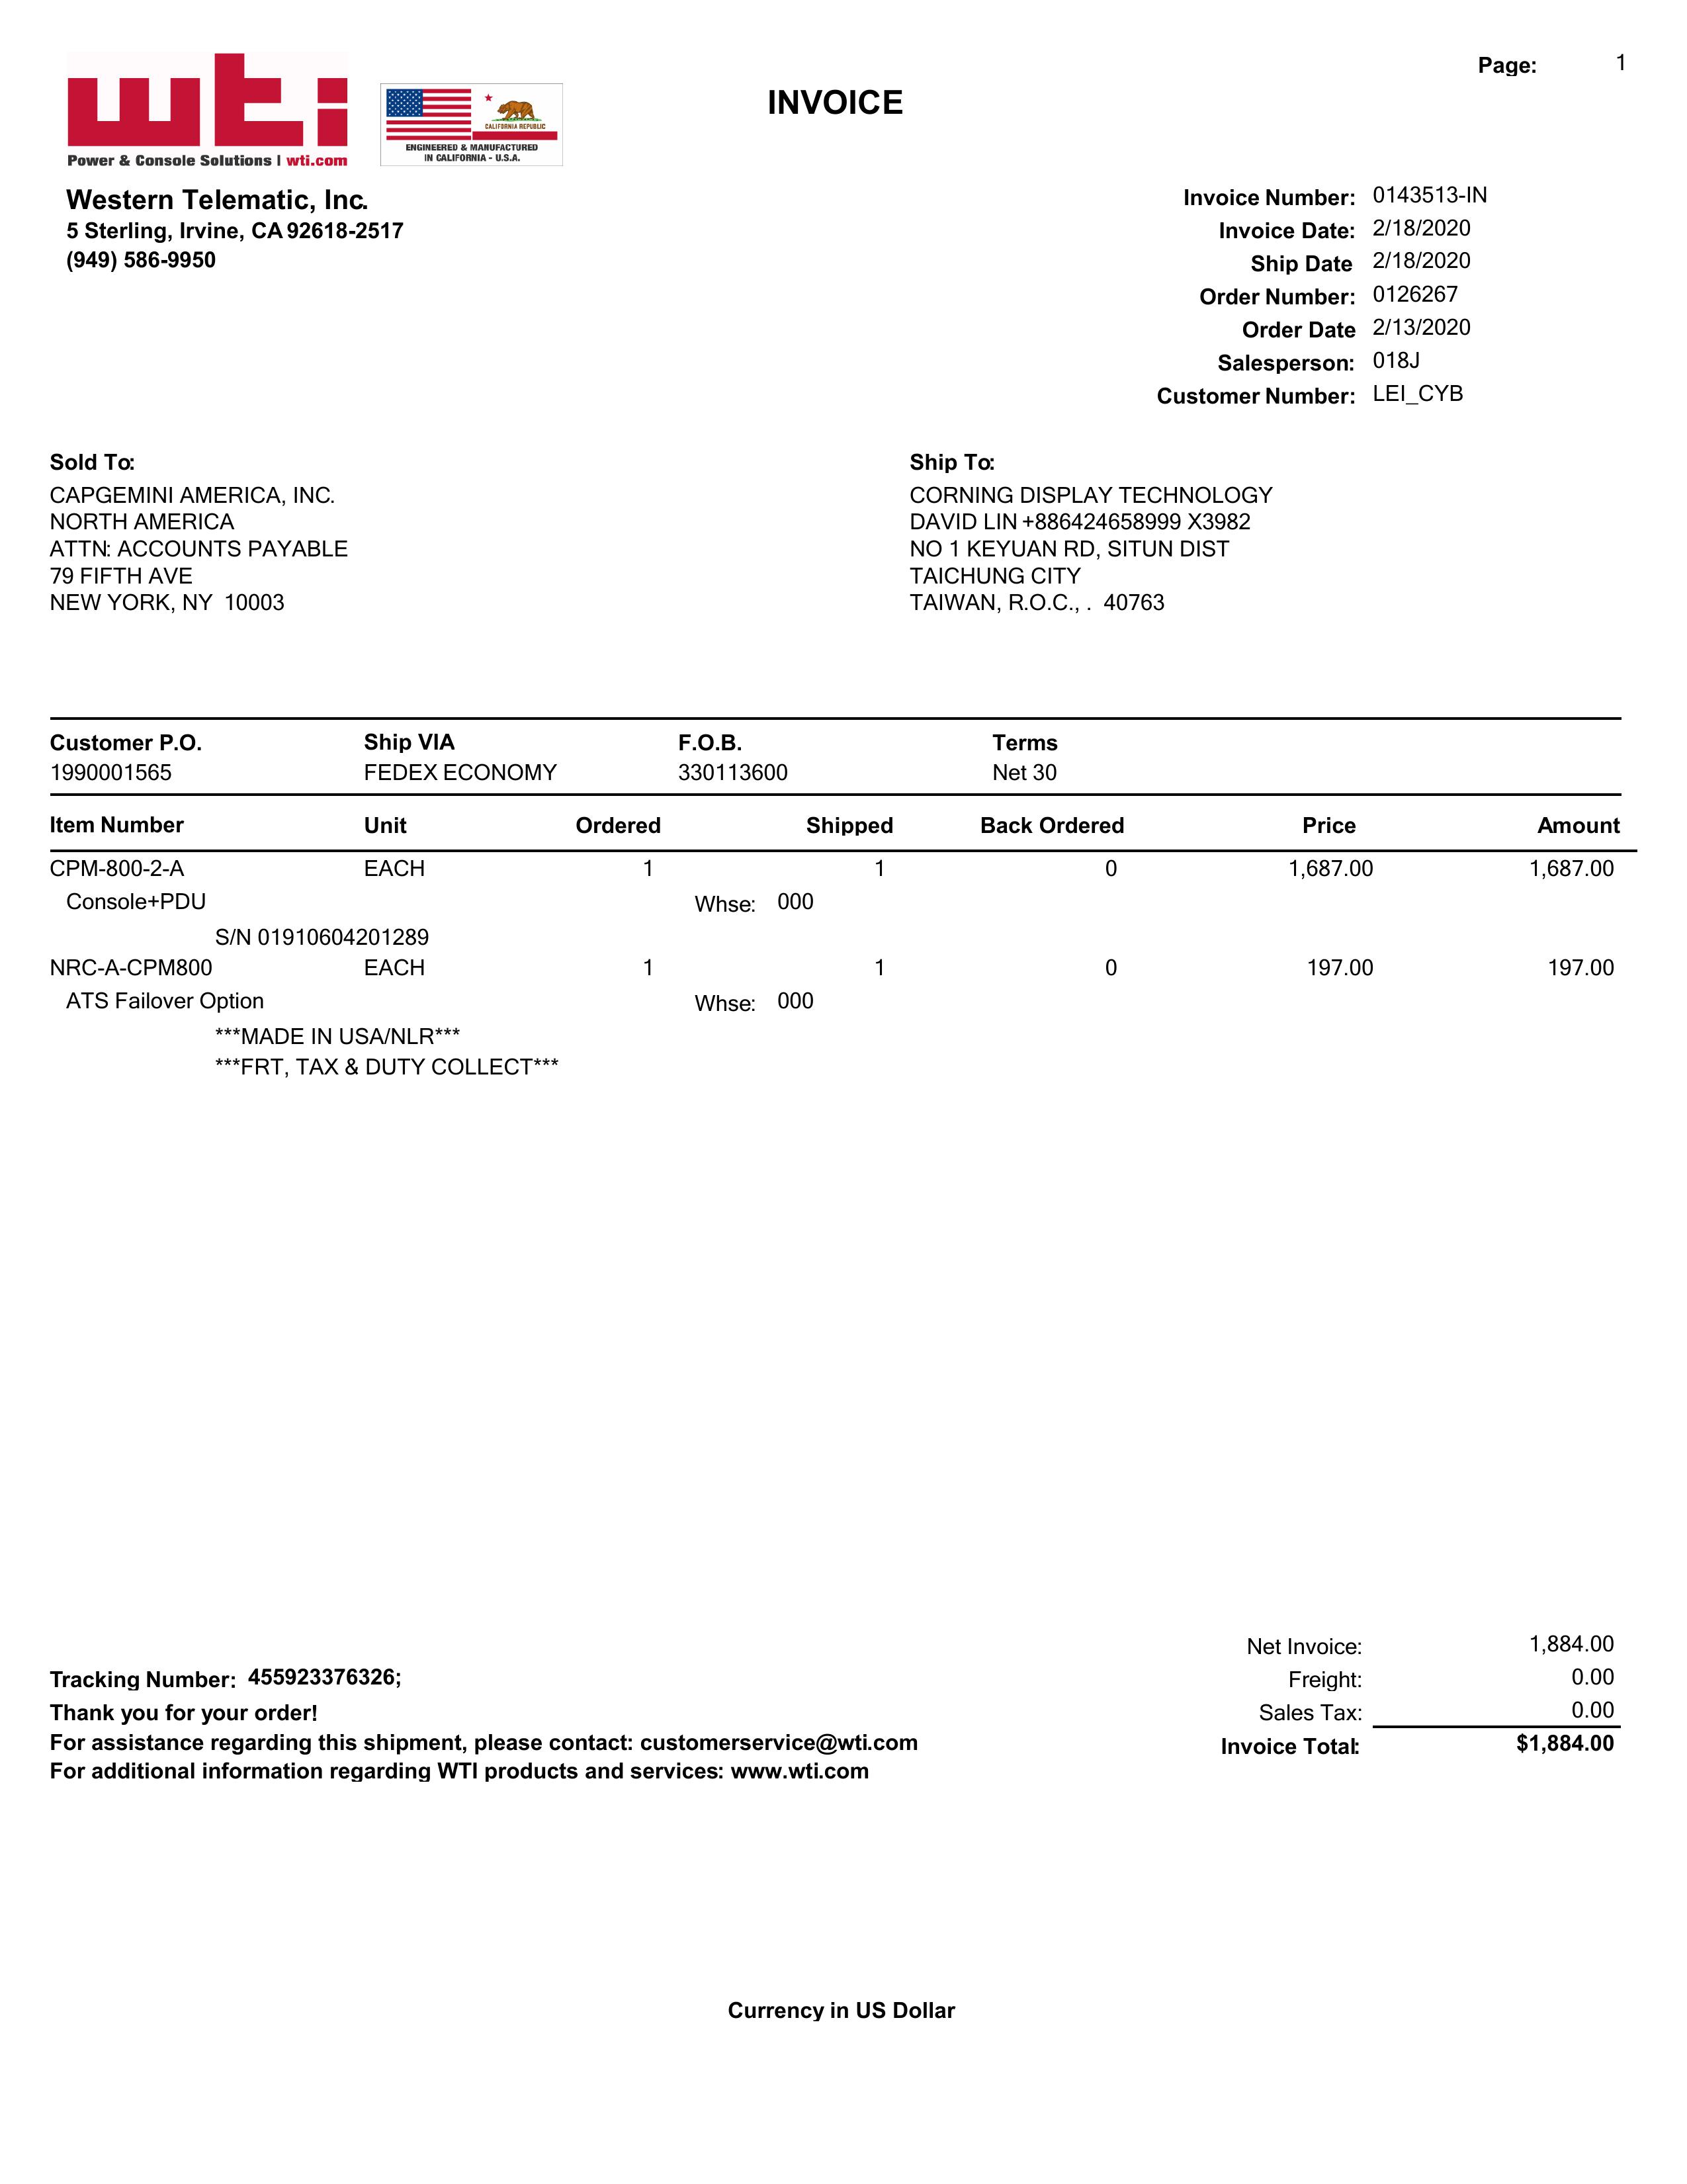 Page: 1
wti
Power & Console Solutions | wti.com
CALIFORNIA REPUBLIC
ENGINEERED & MANUFACTURED
IN CALIFORNIA - U.S.A.
INVOICE
Western Telematic, Inc.
5 Sterling, Irvine, CA 92618-2517
(949) 586-9950
Invoice Number: 0143513-IN
Invoice Date: 2/18/2020
Ship Date 2/18/2020
Order Number: 0126267
Order Date 2/13/2020
Salesperson: 018J
Customer Number: LEI_CYB
Sold To:
CAPGEMINI AMERICA, INC.
NORTH AMERICA
ATTN: ACCOUNTS PAYABLE
79 FIFTH AVE
NEW YORK, NY 10003
Ship To:
CORNING DISPLAY TECHNOLOGY
DAVID LIN +886424658999 X3982
NO 1 KEYUAN RD, SITUN DIST
TAICHUNG CITY
TAIWAN, R.O.C., . 40763
Customer P.O. Ship VIA F.O.B. Terms
1990001565 FEDEX ECONOMY 330113600 Net 30
Item Number Unit Ordered Shipped Back Ordered Price Amount
CPM-800-2-A EACH 1 1 0 1,687.00 1,687.00
Console+PDU Whse: 000
S/N 01910604201289
NRC-A-CPM800 EACH 1 1 0 197.00 197.00
ATS Failover Option Whse: 000
***MADE IN USA/NLR***
***FRT, TAX & DUTY COLLECT***
Net Invoice: 1,884.00
Freight: 0.00
Sales Tax: 0.00
Invoice Total: $1,884.00
Tracking Number: 455923376326;
Thank you for your order!
For assistance regarding this shipment, please contact: customerservice@wti.com
For additional information regarding WTI products and services: www.wti.com
Currency in US Dollar